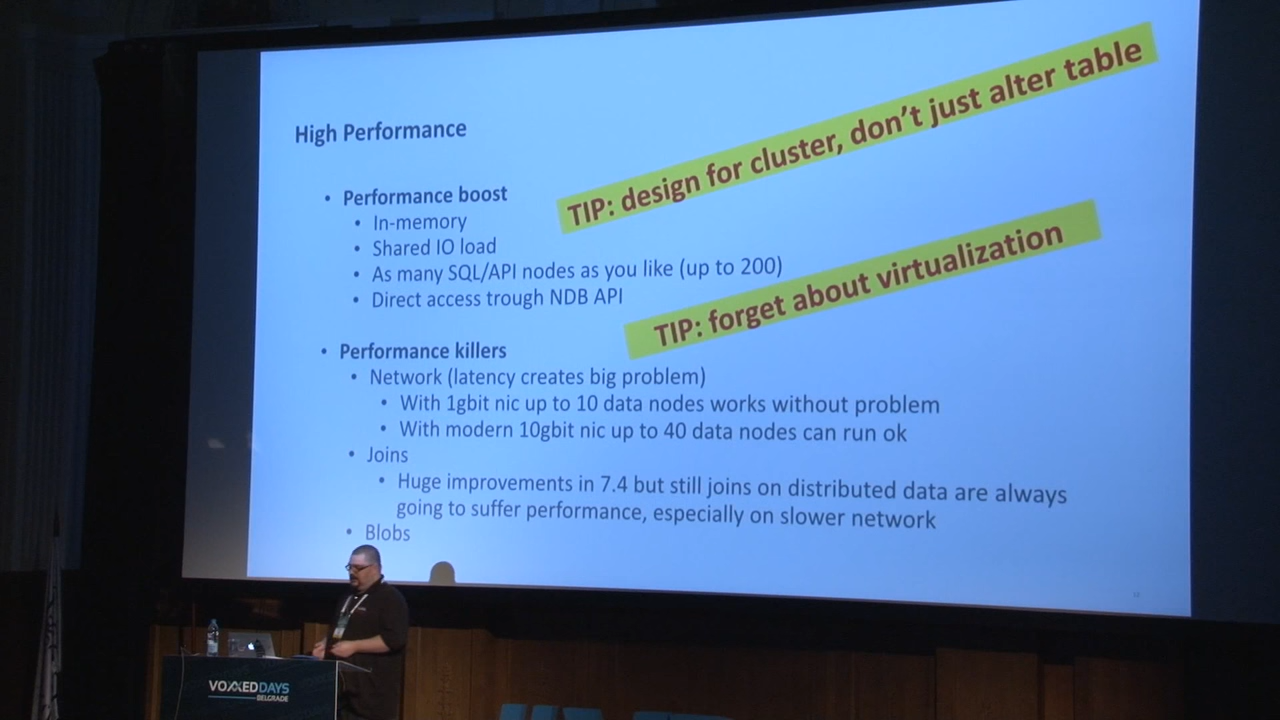 High Performance
TIP: design for cluster, don't just alter table
• Performance boost
• In-memory
• Shared IO load
• As many SQL/API nodes as you like (up to 200)
• Direct access trough NDB API
TIP: forget about virtualization
• Performance killers
• Network (latency creates big problem)
• With 1gbit nic up to 10 data nodes works without problem
• With modern 10gbit nic up to 40 data nodes can run ok
• Joins
• Huge improvements in 7.4 but still joins on distributed data are always
going to suffer performance, especially on slower network
• Blobs
VOXXEDDAYS
BELGRADE